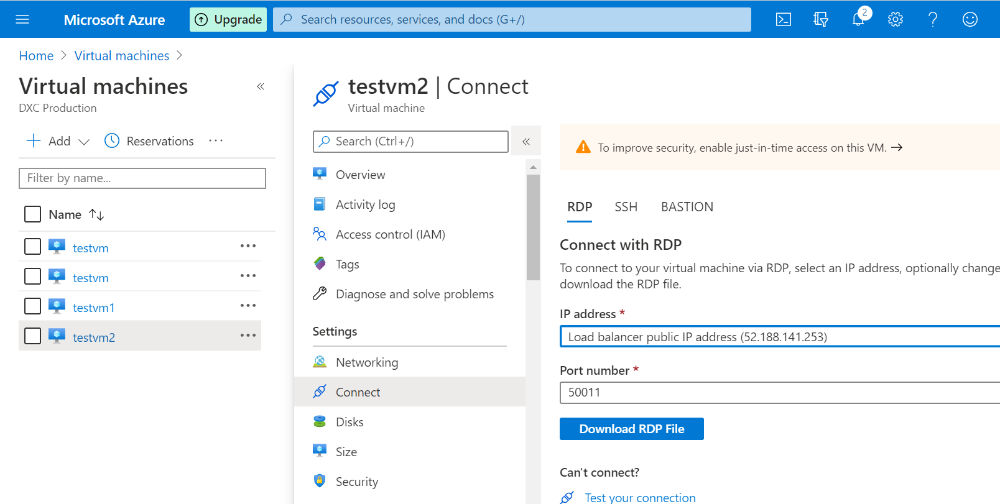 Microsoft Azure
Upgrade
Search resources, services, and docs (G+/)
2
Home > Virtual machines >
Virtual machines
«
DXC Production
+ Add
Reservations
···
Filter by name...
Name ↑↓
testvm ···
testvm ···
testvm1 ···
testvm2 ···
testvm2 | Connect
Virtual machine
Search (Ctrl+/)
«
Overview
Activity log
Access control (IAM)
Tags
Diagnose and solve problems
Settings
Networking
Connect
Disks
Size
Security
To improve security, enable just-in-time access on this VM. →
RDP SSH BASTION
Connect with RDP
To connect to your virtual machine via RDP, select an IP address, optionally change
download the RDP file.
IP address *
Load balancer public IP address (52.188.141.253)
Port number *
50011
Download RDP File
Can't connect?
Test your connection